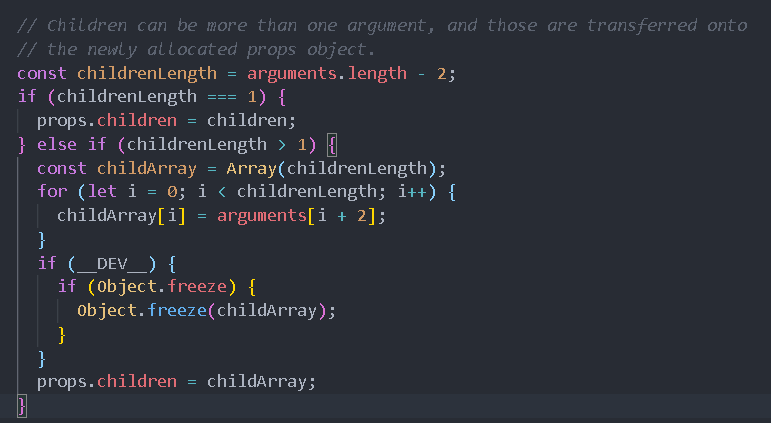 // Children can be more than one argument, and those are transferred onto
// the newly allocated props object.
const childrenLength = arguments.length - 2;
if (childrenLength === 1) {
  props.children = children;
} else if (childrenLength > 1) {
  const childArray = Array(childrenLength);
  for (let i = 0; i < childrenLength; i++) {
    childArray[i] = arguments[i + 2];
  }
  if (__DEV__) {
    if (Object.freeze) {
      Object.freeze(childArray);
    }
  }
  props.children = childArray;
}